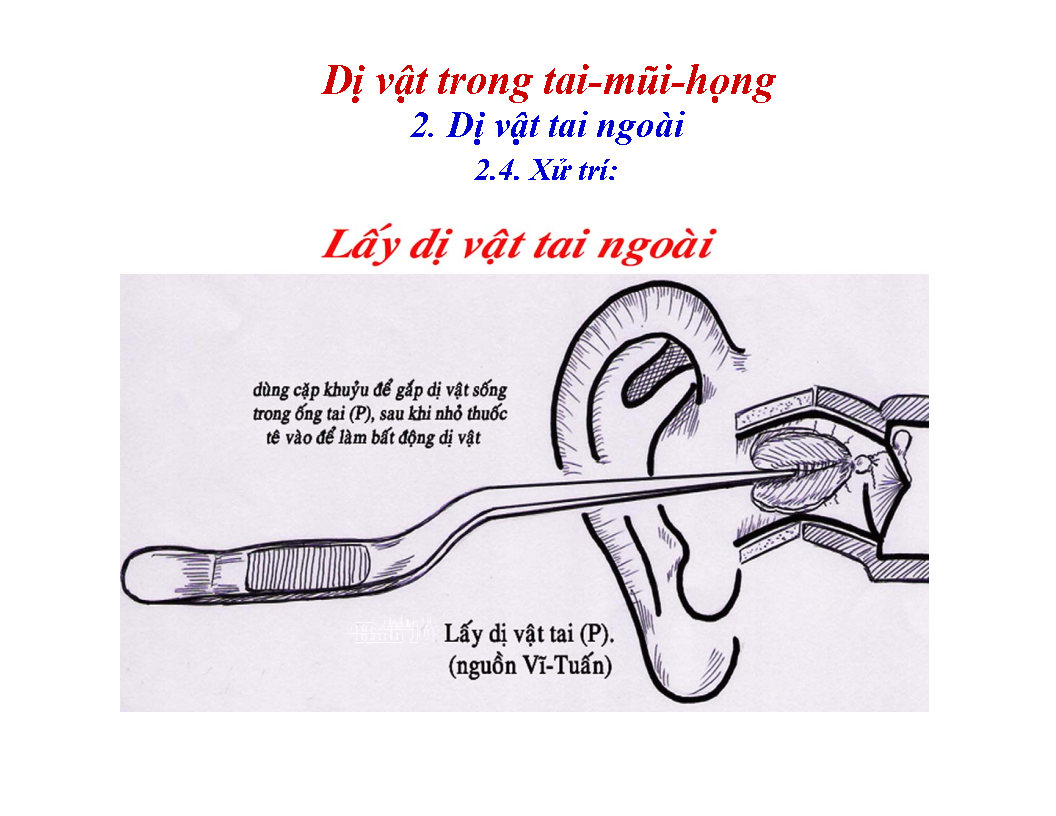 Dị vật trong tai-mũi-họng
2. Dị vật tai ngoài
2.4. Xử trí:
Lấy dị vật tai ngoài
dùng cặp khuỷu để gắp dị vật sống
trong ống tai (P), sau khi nhỏ thuốc
tê vào để làm bất động dị vật
Lấy dị vật tai (P).
(nguồn Vĩ-Tuấn)